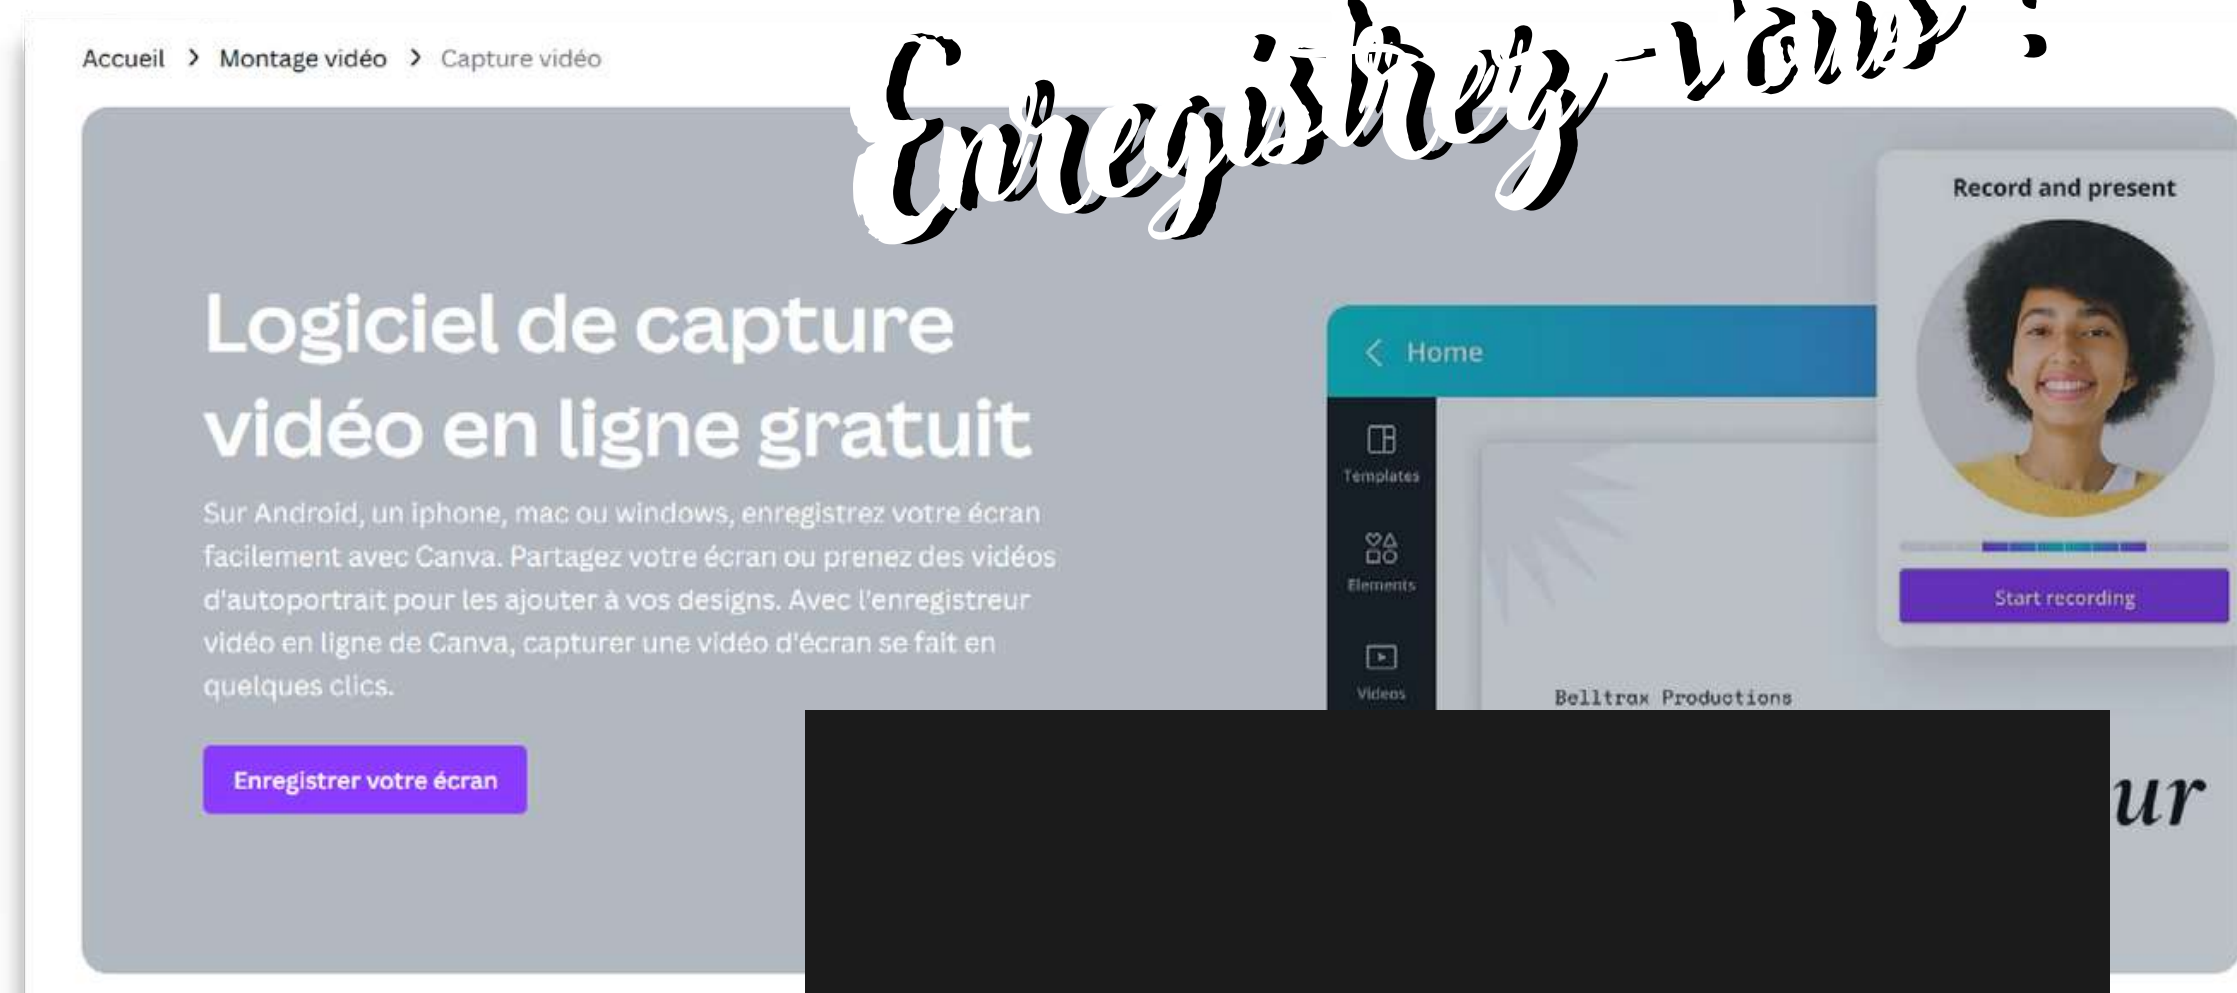 Enregistrez-vous !
Accueil > Montage vidéo > Capture vidéo
Logiciel de capture
vidéo en ligne gratuit
Sur Android, un iphone, mac ou windows, enregistrez votre écran
facilement avec Canva. Partagez votre écran ou prenez des vidéos
d'autoportrait pour les ajouter à vos designs. Avec l'enregistreur
vidéo en ligne de Canva, capturer une vidéo d'écran se fait en
quelques clics.
Enregistrer votre écran
Record and present
Start recording
Home
Templates
Elements
Videos
Belltrax Productions
ur